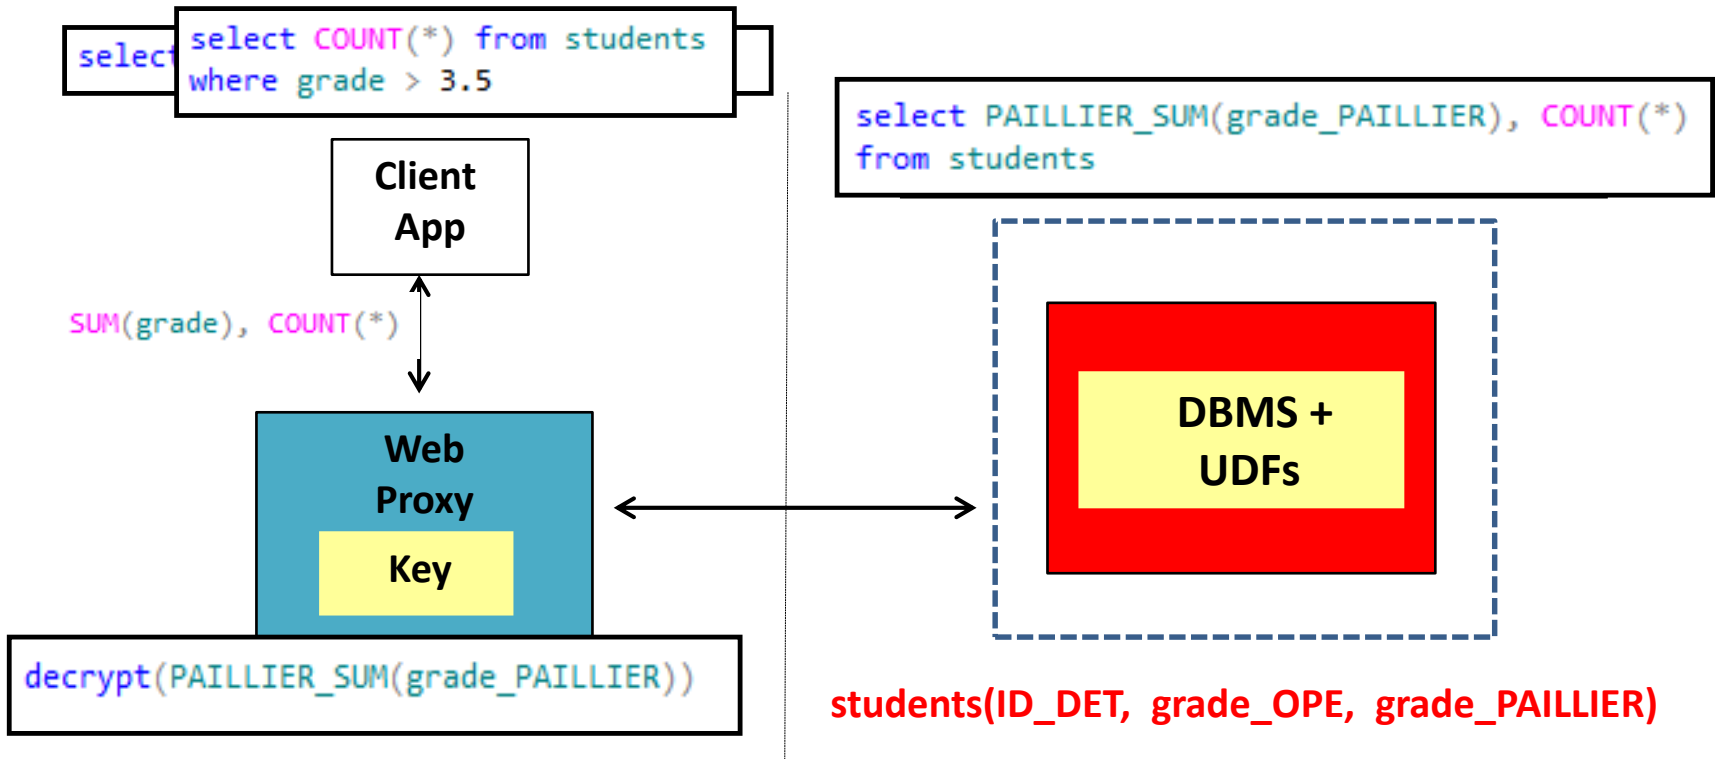 select
select COUNT(*) from students
where grade > 3.5
select PAILLIER_SUM(grade_PAILLIER), COUNT(*)
from students
Client
App
SUM(grade), COUNT(*)
Web
Proxy
Key
DBMS +
UDFs
decrypt(PAILLIER_SUM(grade_PAILLIER))
students(ID_DET, grade_OPE, grade_PAILLIER)